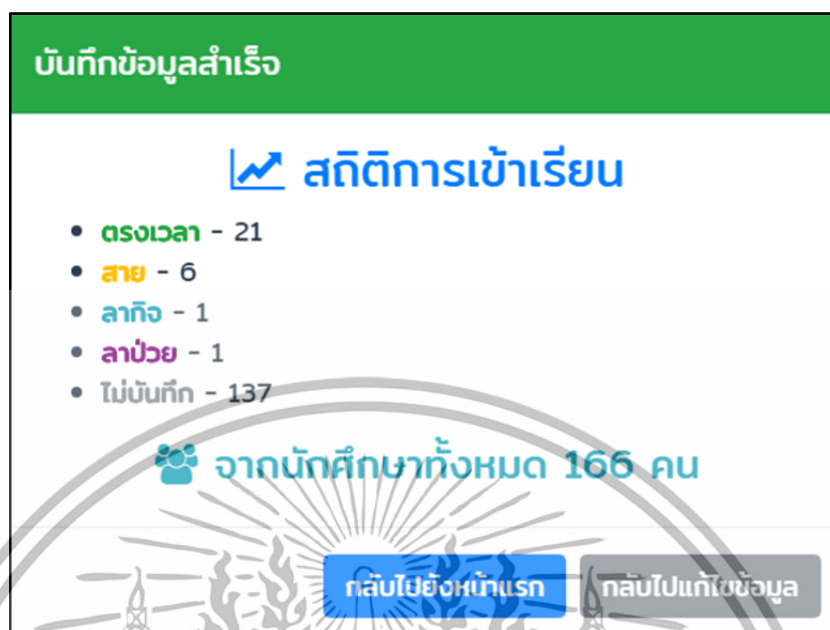 บันทึกข้อมูลสำเร็จ
สถิติการเข้าเรียน
• ตรงเวลา - 21
• สาย - 6
• ลากิจ - 1
• ลาป่วย - 1
• ไม่บันทึก - 137
จากนักศึกษาทั้งหมด 166 คน
กลับไปยังหน้าแรก กลับไปแก้ไขข้อมูล